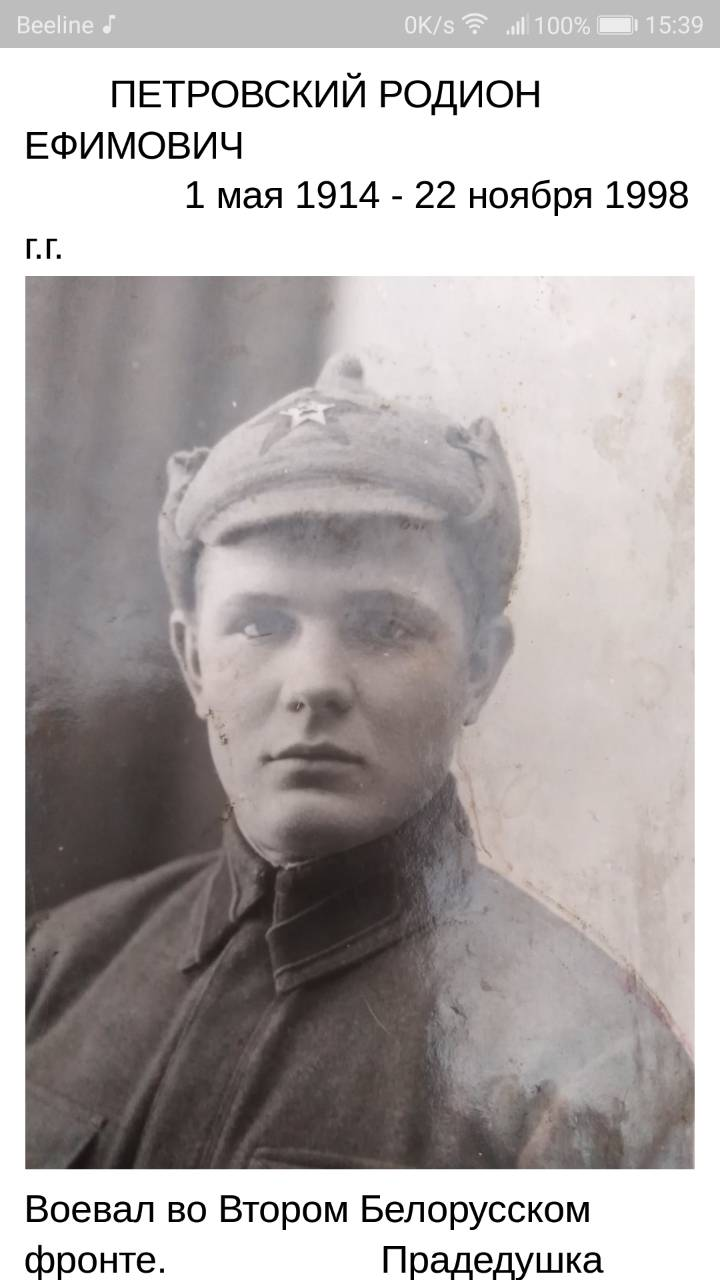 Beeline 0K/s 100% 15:39
ПЕТРОВСКИЙ РОДИОН
ЕФИМОВИЧ
1 мая 1914 - 22 ноября 1998
г.г.
Воевал во Втором Белорусском
фронте. Прадедушка